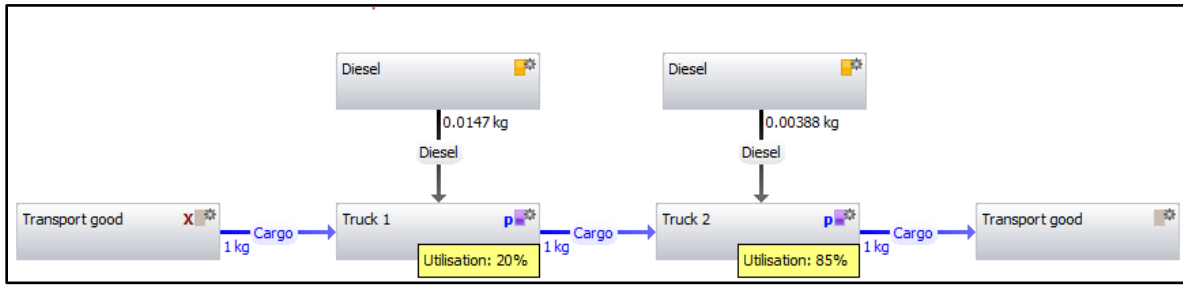 Diesel
Diesel
0.0147 kg
0.00388 kg
Diesel
Diesel
Transport good X
Cargo
1 kg
Truck 1 p
Cargo
1 kg
Truck 2 p
Cargo
1 kg
Transport good
Utilisation: 20%
Utilisation: 85%